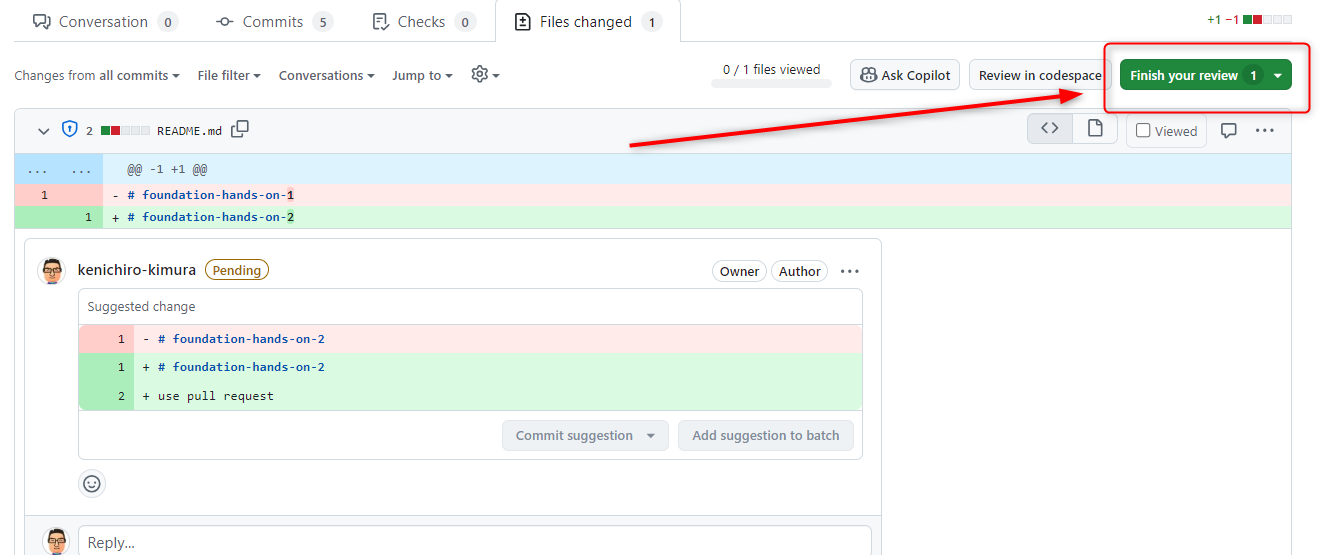 Conversation 0 Commits 5 Checks 0 Files changed 1 +1 −1
Changes from all commits File filter Conversations Jump to 0 / 1 files viewed Ask Copilot Review in codespace Finish your review 1
2 README.md Viewed
... ... @@ -1 +1 @@
1 - # foundation-hands-on-1
1 + # foundation-hands-on-2
kenichiro-kimura Pending Owner Author
Suggested change
1 - # foundation-hands-on-2
1 + # foundation-hands-on-2
2 + use pull request
Commit suggestion Add suggestion to batch
Reply...